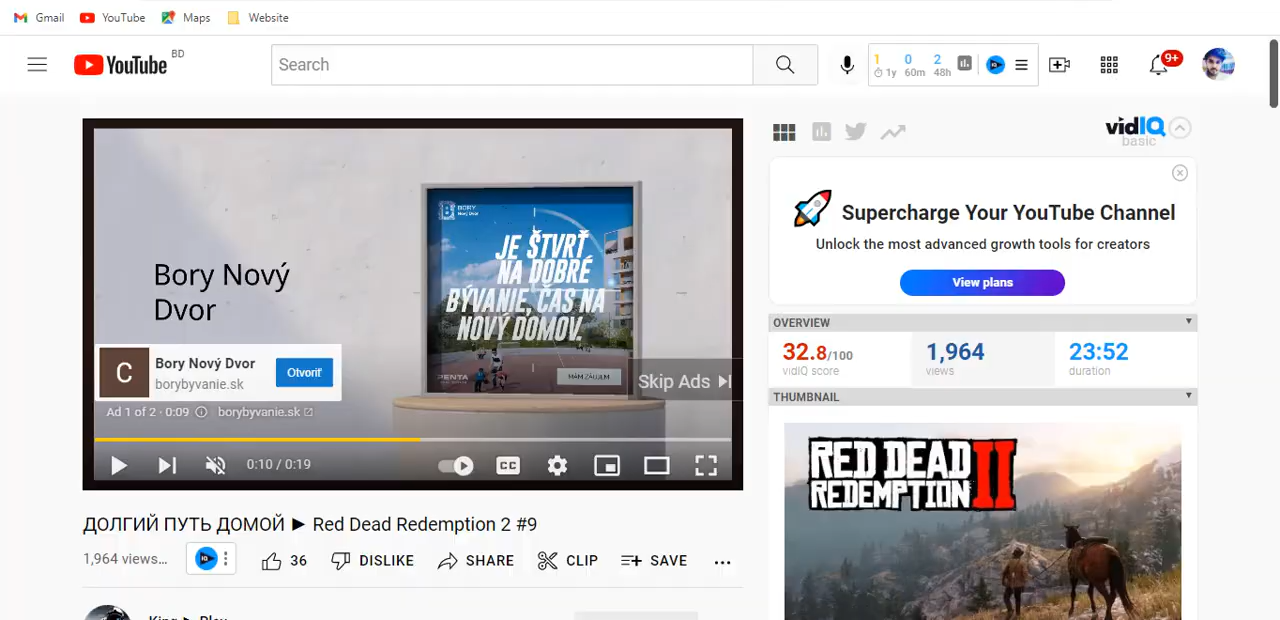 Gmail
YouTube
Maps
Website
YouTube
BD
Search
1
0
2
1y
60m
48h
9+
Bory Nový
Dvor
BORY
Nový Dvor
JE ŠTVRŤ
NA DOBRÉ
BÝVANIE, ČAS NA
NOVÝ DOMOV.
PENTA
MÁM ZÁUJEM
C
Bory Nový Dvor
borybyvanie.sk
Otvoriť
Skip Ads
Ad 1 of 2 · 0:09
borybyvanie.sk
0:10 / 0:19
CC
ДОЛГИЙ ПУТЬ ДОМОЙ ► Red Dead Redemption 2 #9
1,964 views...
36
DISLIKE
SHARE
CLIP
SAVE
...
vidIQ
basic
Supercharge Your YouTube Channel
Unlock the most advanced growth tools for creators
View plans
OVERVIEW
32.8/100
vidIQ score
1,964
views
23:52
duration
THUMBNAIL
RED DEAD
REDEMPTION
II